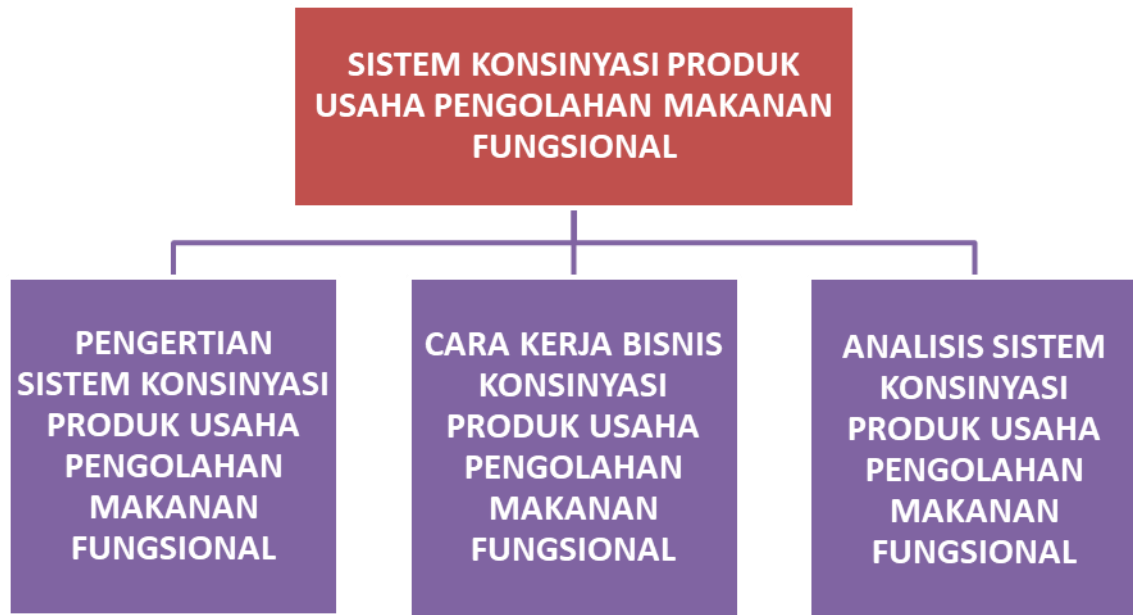 SISTEM KONSINYASI PRODUK
USAHA PENGOLAHAN MAKANAN
FUNGSIONAL
PENGERTIAN
SISTEM KONSINYASI
PRODUK USAHA
PENGOLAHAN
MAKANAN
FUNGSIONAL
CARA KERJA BISNIS
KONSINYASI
PRODUK USAHA
PENGOLAHAN
MAKANAN
FUNGSIONAL
ANALISIS SISTEM
KONSINYASI
PRODUK USAHA
PENGOLAHAN
MAKANAN
FUNGSIONAL